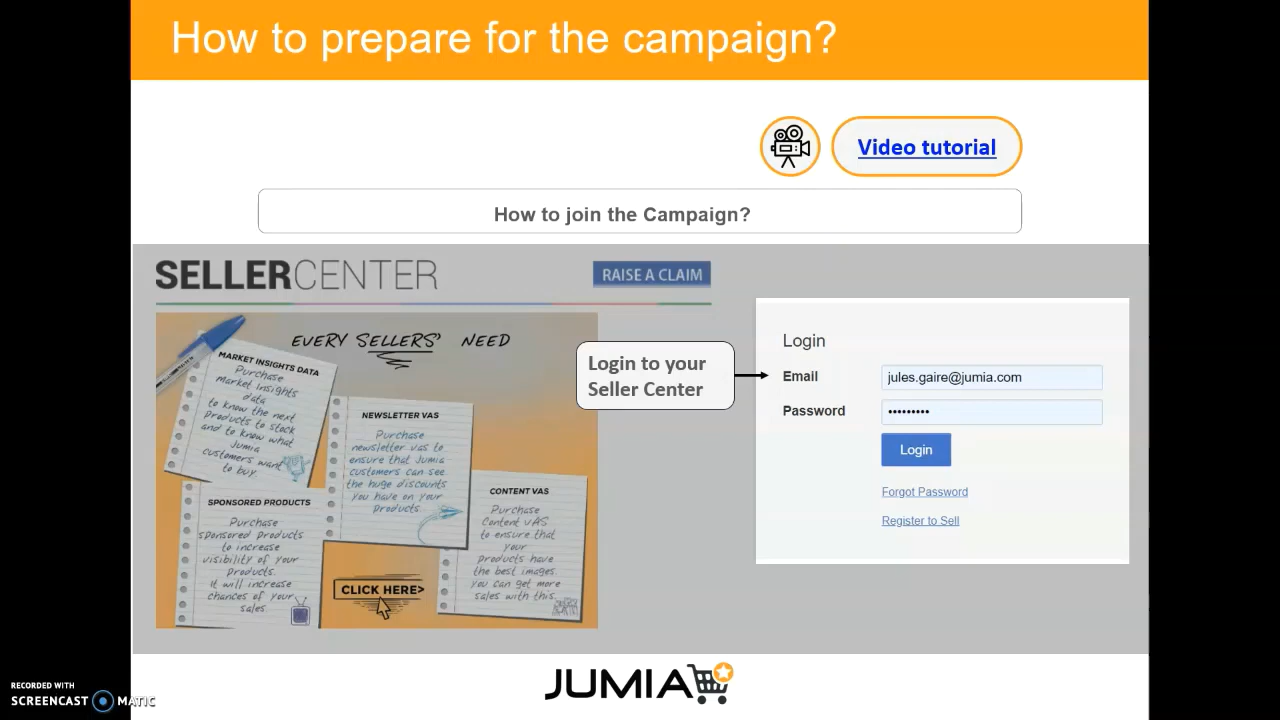 How to prepare for the campaign?
Video tutorial
How to join the Campaign?
SELLERCENTER
RAISE A CLAIM
EVERY SELLERS' NEED
MARKET INSIGHTS DATA
Purchase
market insights
data
to know the next
products to stock
and to know what
Jumia
customers want
to buy.
NEWSLETTER VAS
Purchase
newsletter vas to
ensure that Jumia
customers can see
the huge discounts
you have on your
products.
SPONSORED PRODUCTS
Purchase
sponsored products
to increase
visibility of your
products.
It will increase
chances of your
sales.
CONTENT VAS
Purchase
Content VAS
to ensure that
your
products have
the best images.
you can get more
sales with this.
CLICK HERE>
Login to your
Seller Center
Login
Email
jules.gaire@jumia.com
Password
•••••••••
Login
Forgot Password
Register to Sell
JUMIA
RECORDED WITH
SCREENCAST MATIC